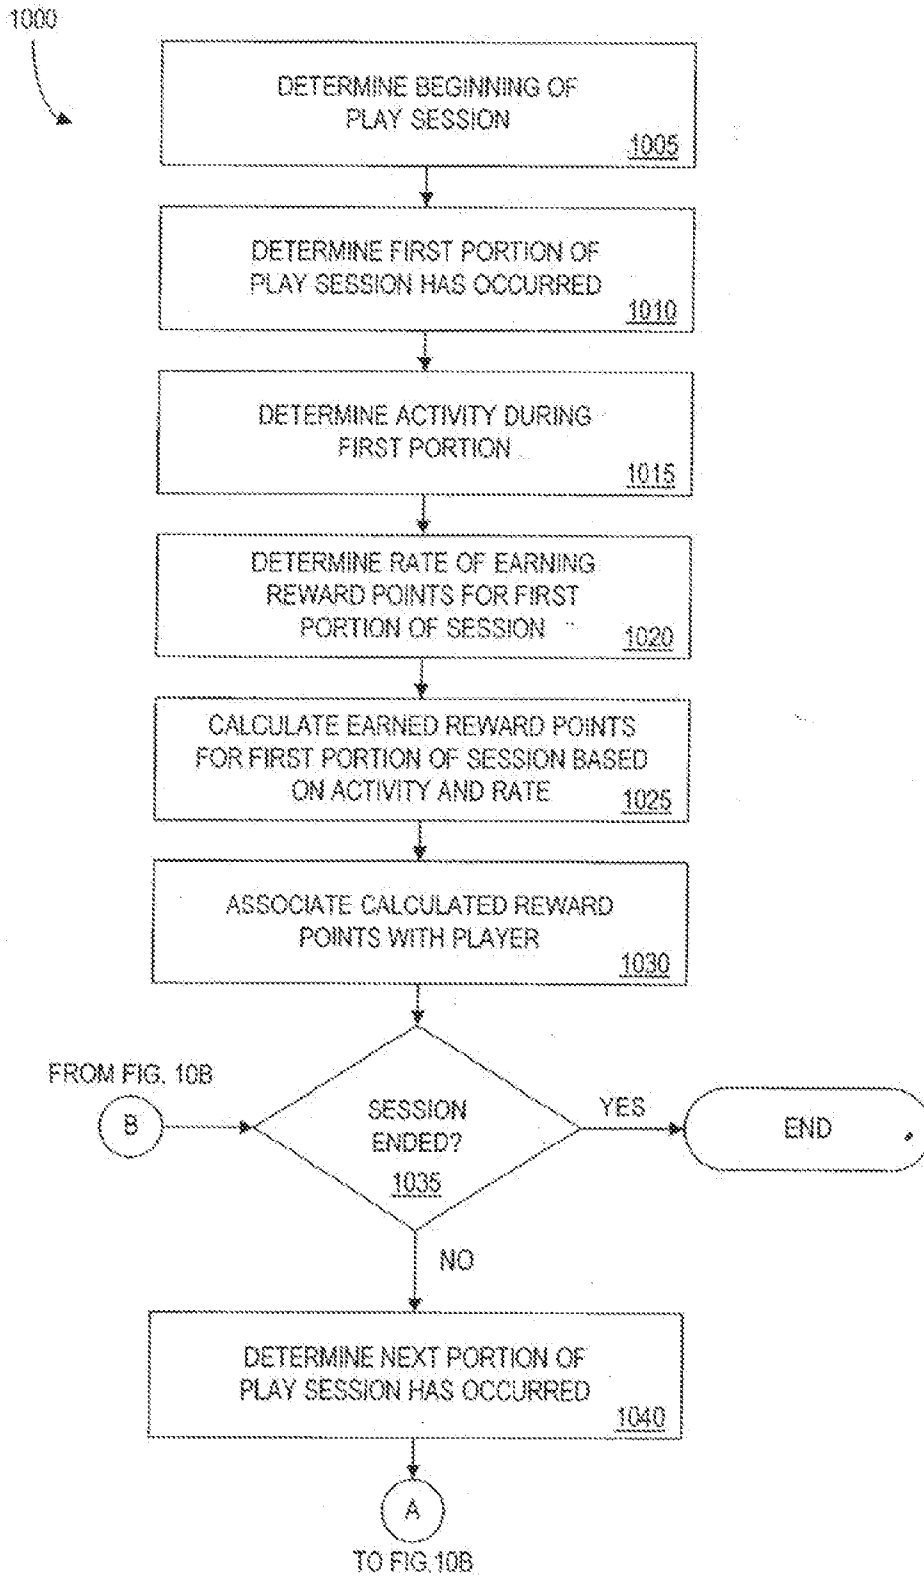 1000
DETERMINE BEGINNING OF
PLAY SESSION
1005
DETERMINE FIRST PORTION OF
PLAY SESSION HAS OCCURRED
1010
DETERMINE ACTIVITY DURING
FIRST PORTION
1015
DETERMINE RATE OF EARNING
REWARD POINTS FOR FIRST
PORTION OF SESSION
1020
CALCULATE EARNED REWARD POINTS
FOR FIRST PORTION OF SESSION BASED
ON ACTIVITY AND RATE
1025
ASSOCIATE CALCULATED REWARD
POINTS WITH PLAYER
1030
FROM FIG. 10B
B
SESSION
ENDED?
1035
YES
END
NO
DETERMINE NEXT PORTION OF
PLAY SESSION HAS OCCURRED
1040
A
TO FIG.10B